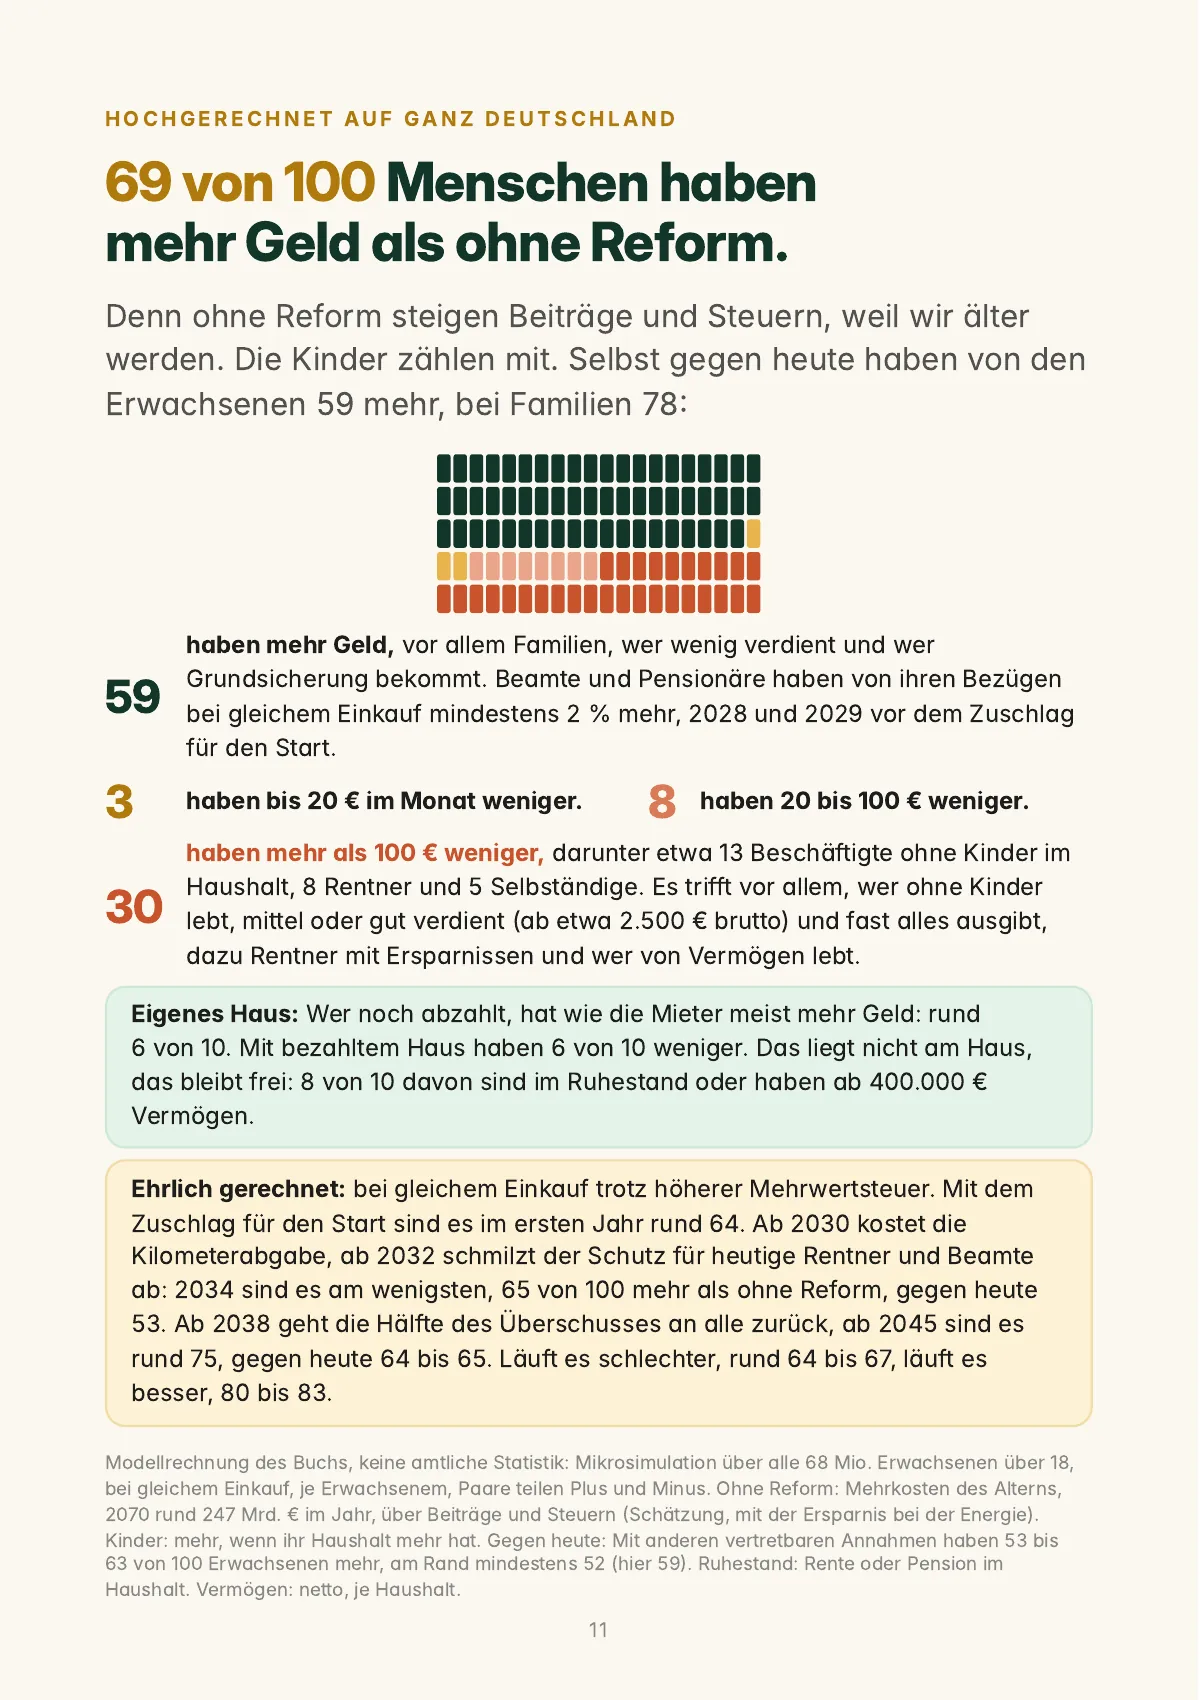 HOCHGERECHNET AUF GANZ DEUTSCHLAND
69 von 100 Menschen haben
mehr Geld als ohne Reform.
Denn ohne Reform steigen Beiträge und Steuern, weil wir älter
werden. Die Kinder zählen mit. Selbst gegen heute haben von den
Erwachsenen 59 mehr, bei Familien 78:
59
haben mehr Geld, vor allem Familien, wer wenig verdient und wer
Grundsicherung bekommt. Beamte und Pensionäre haben von ihren Bezügen
bei gleichem Einkauf mindestens 2 % mehr, 2028 und 2029 vor dem Zuschlag
für den Start.
3 haben bis 20 € im Monat weniger.
8 haben 20 bis 100 € weniger.
30
haben mehr als 100 € weniger, darunter etwa 13 Beschäftigte ohne Kinder im
Haushalt, 8 Rentner und 5 Selbständige. Es trifft vor allem, wer ohne Kinder
lebt, mittel oder gut verdient (ab etwa 2.500 € brutto) und fast alles ausgibt,
dazu Rentner mit Ersparnissen und wer von Vermögen lebt.
Eigenes Haus: Wer noch abzahlt, hat wie die Mieter meist mehr Geld: rund
6 von 10. Mit bezahltem Haus haben 6 von 10 weniger. Das liegt nicht am Haus,
das bleibt frei: 8 von 10 davon sind im Ruhestand oder haben ab 400.000 €
Vermögen.
Ehrlich gerechnet: bei gleichem Einkauf trotz höherer Mehrwertsteuer. Mit dem
Zuschlag für den Start sind es im ersten Jahr rund 64. Ab 2030 kostet die
Kilometerabgabe, ab 2032 schmilzt der Schutz für heutige Rentner und Beamte
ab: 2034 sind es am wenigsten, 65 von 100 mehr als ohne Reform, gegen heute
53. Ab 2038 geht die Hälfte des Überschusses an alle zurück, ab 2045 sind es
rund 75, gegen heute 64 bis 65. Läuft es schlechter, rund 64 bis 67, läuft es
besser, 80 bis 83.
Modellrechnung des Buchs, keine amtliche Statistik: Mikrosimulation über alle 68 Mio. Erwachsenen über 18,
bei gleichem Einkauf, je Erwachsenem, Paare teilen Plus und Minus. Ohne Reform: Mehrkosten des Alterns,
2070 rund 247 Mrd. € im Jahr, über Beiträge und Steuern (Schätzung, mit der Ersparnis bei der Energie).
Kinder: mehr, wenn ihr Haushalt mehr hat. Gegen heute: Mit anderen vertretbaren Annahmen haben 53 bis
63 von 100 Erwachsenen mehr, am Rand mindestens 52 (hier 59). Ruhestand: Rente oder Pension im
Haushalt. Vermögen: netto, je Haushalt.
11